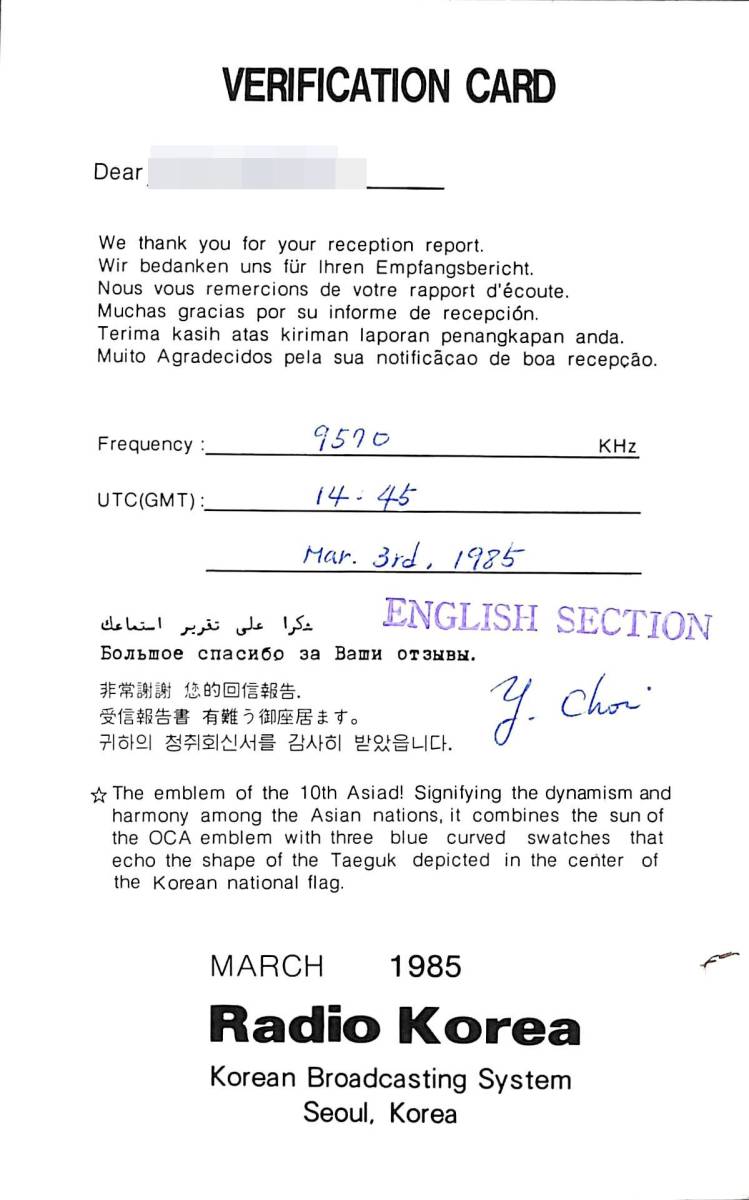 VERIFICATION CARD
Dear
We thank you for your reception report.
Wir bedanken uns für Ihren Empfangsbericht.
Nous vous remercions de votre rapport d'écoute.
Muchas gracias por su informe de recepción.
Terima kasih atas kiriman laporan penangkapan anda.
Muito Agradecidos pela sua notificãçao de boa recepção.
Frequency : 9570 KHz
UTC(GMT) : 14:45
Mar. 3rd, 1985
شكرا على تقرير استماعك
ENGLISH SECTION
Большое спасибо за Ваши отзывы.
非常謝謝 您的回信報告.
Y. Choi
受信報告書 有難う御座居ます。
귀하의 청취회신서를 감사히 받았읍니다.
☆ The emblem of the 10th Asiad! Signifying the dynamism and
harmony among the Asian nations, it combines the sun of
the OCA emblem with three blue curved swatches that
echo the shape of the Taeguk depicted in the center of
the Korean national flag.
MARCH 1985
Radio Korea
Korean Broadcasting System
Seoul, Korea